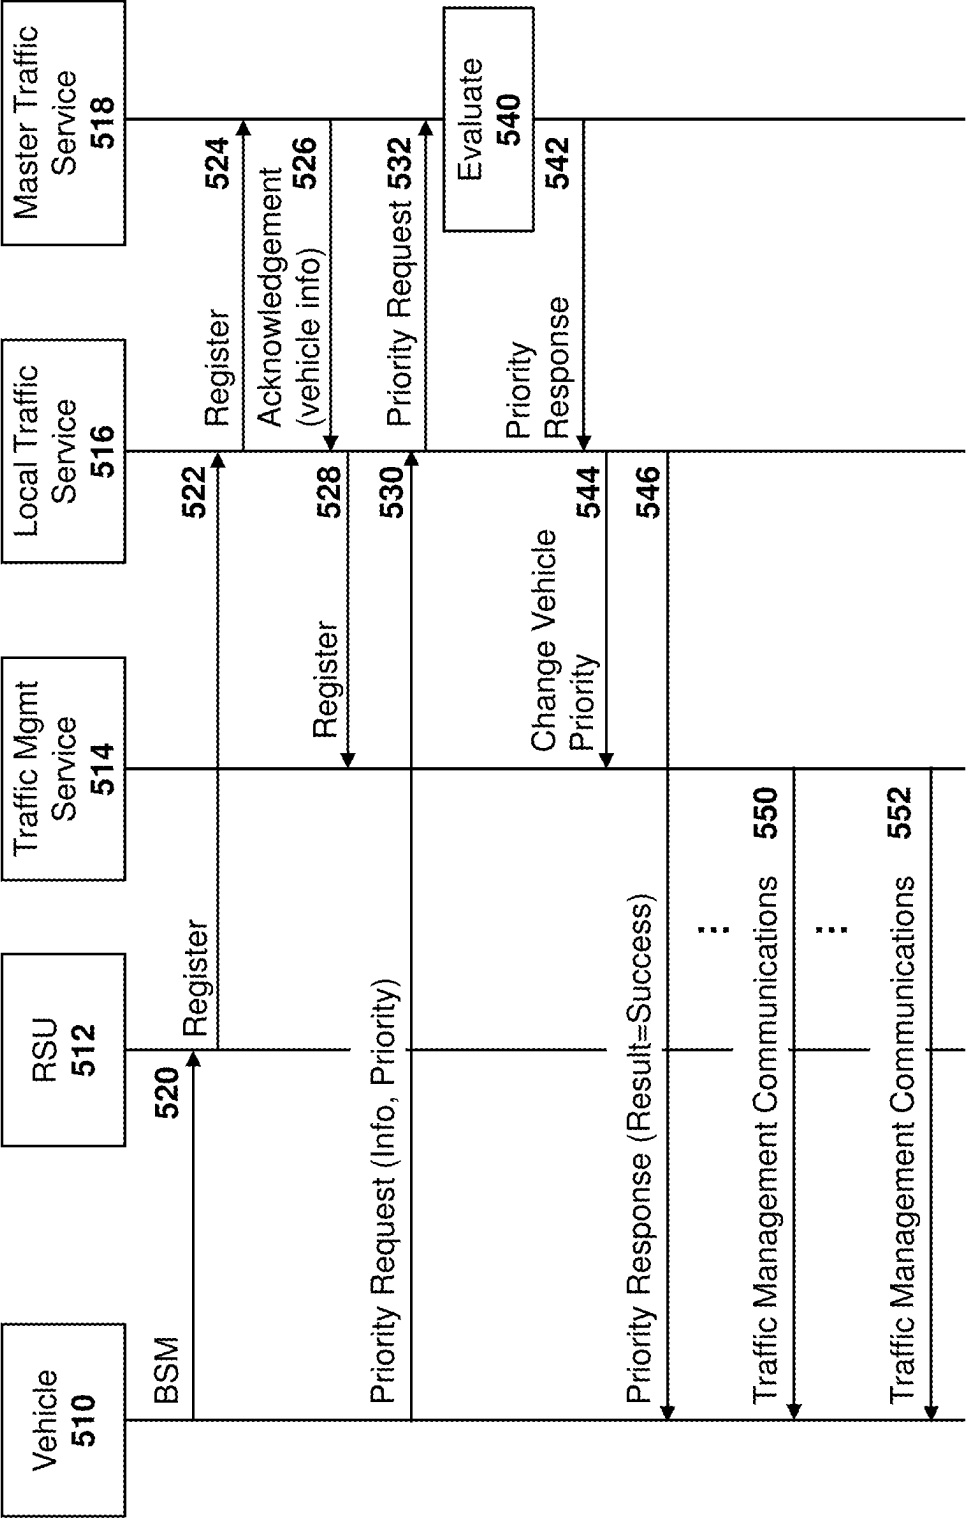 Vehicle
510
RSU
512
Traffic Mgmt
Service
514
Local Traffic
Service
516
Master Traffic
Service
518
BSM
520
Register
522
Register
524
Acknowledgement
(vehicle info)
526
Register
528
Priority Request (Info, Priority)
530
Priority Request 532
Evaluate
540
Priority
Response
542
Change Vehicle
Priority
544
Priority Response (Result=Success)
546
...
Traffic Management Communications 550
...
Traffic Management Communications 552